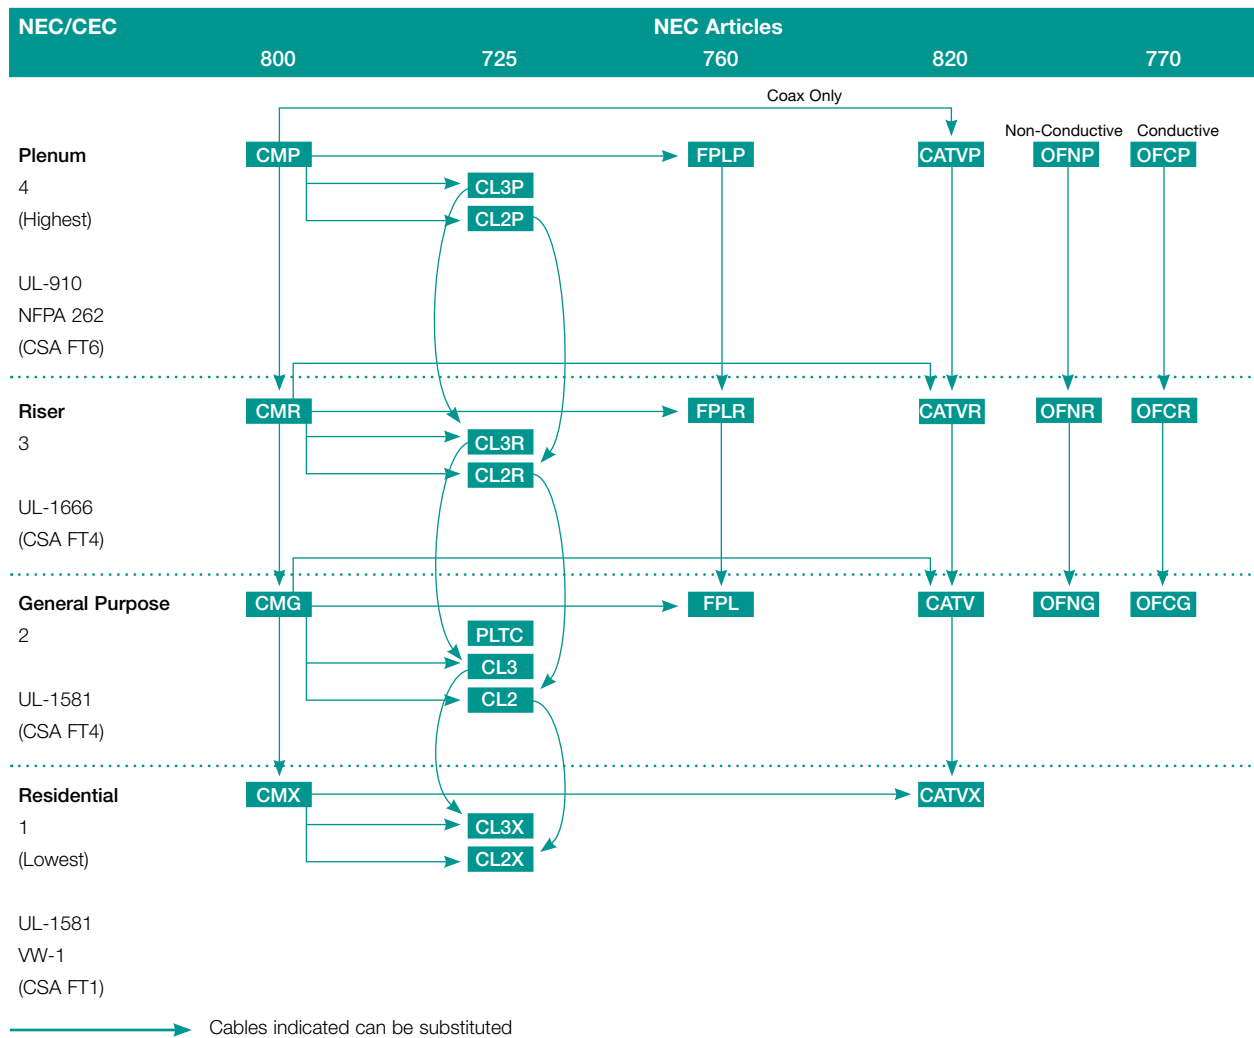 NEC/CEC NEC Articles
800 725 760 820 770
Coax Only
Non-Conductive Conductive
Plenum CMP FPLP CATVP OFNP OFCP
4 CL3P
(Highest) CL2P
UL-910
NFPA 262
(CSA FT6)
Riser CMR FPLR CATVR OFNR OFCR
3 CL3R
CL2R
UL-1666
(CSA FT4)
General Purpose CMG FPL CATV OFNG OFCG
2 PLTC
CL3
UL-1581 CL2
(CSA FT4)
Residential CMX CATVX
1 CL3X
(Lowest) CL2X
UL-1581
VW-1
(CSA FT1)
Cables indicated can be substituted